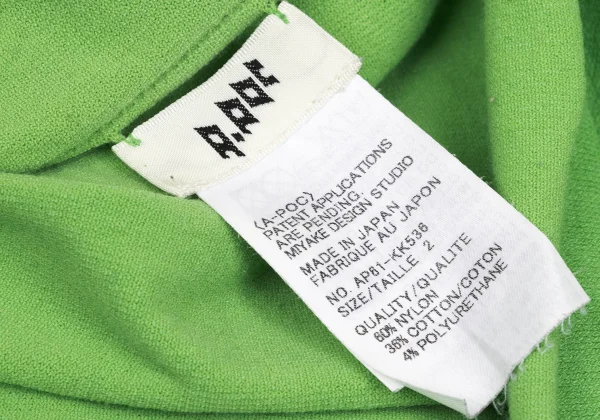 A-POC
(A-POC)
PATENT APPLICATIONS
ARE PENDING.
MIYAKE DESIGN STUDIO
MADE IN JAPAN
FABRIQUE AU JAPON
NO. AP61-KK536
SIZE/TAILLE 2
QUALITY/QUALITE
60% NYLON
36% COTTON/COTON
4% POLYURETHANE